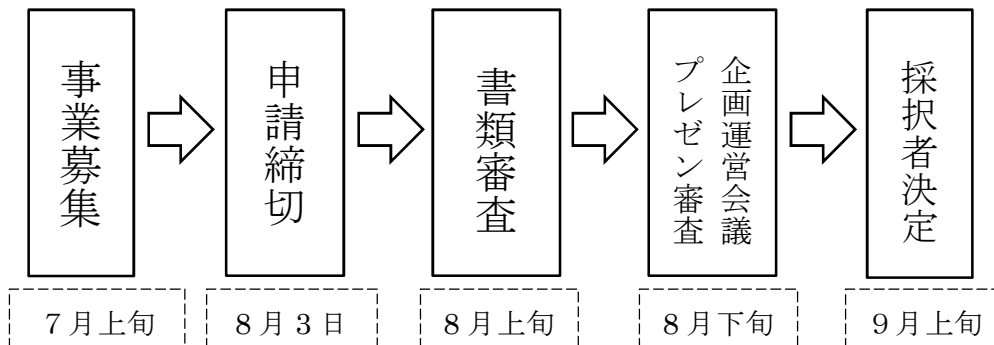 事業募集
申請締切
書類審査
企画運営会議
プレゼン審査
採択者決定
７月上旬
８月３日
８月上旬
８月下旬
９月上旬